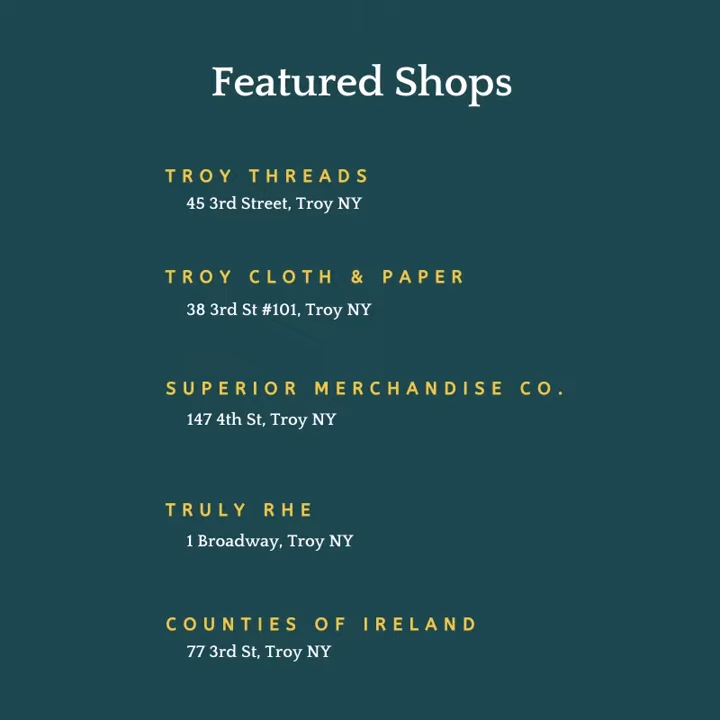 Featured Shops
TROY THREADS
45 3rd Street, Troy NY
TROY CLOTH & PAPER
38 3rd St #101, Troy NY
SUPERIOR MERCHANDISE CO.
147 4th St, Troy NY
TRULY RHE
1 Broadway, Troy NY
COUNTIES OF IRELAND
77 3rd St, Troy NY